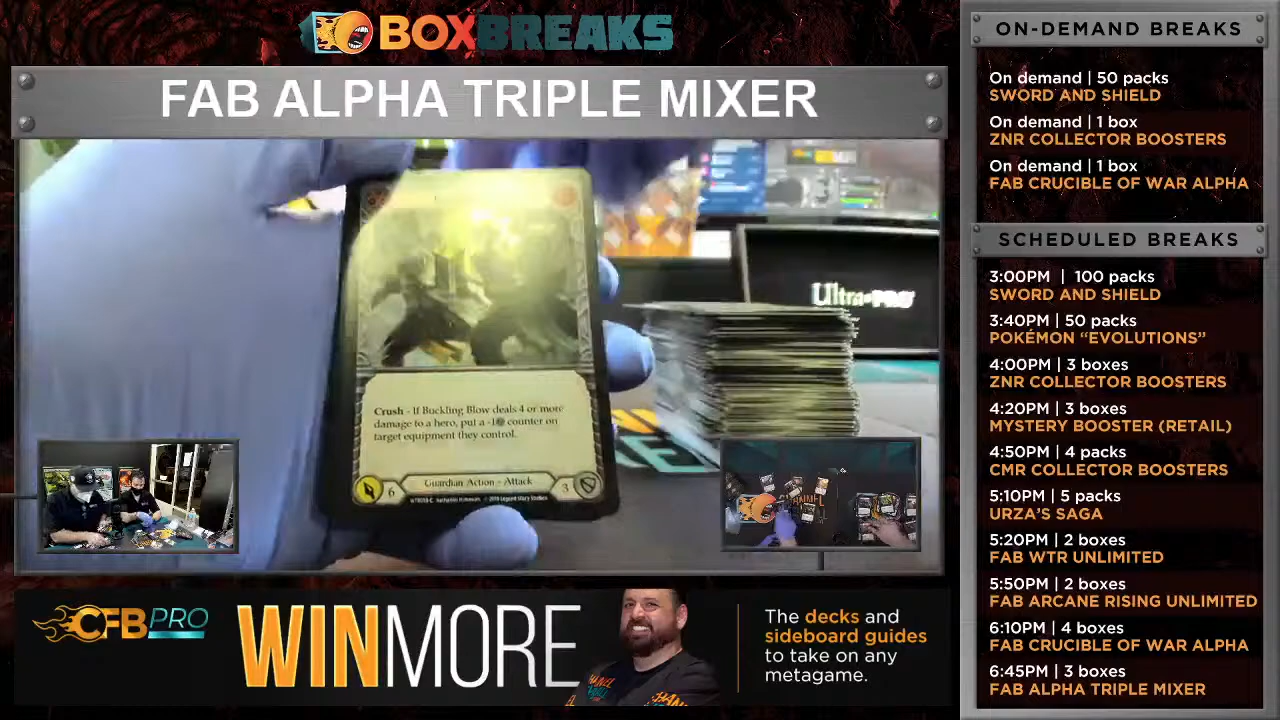 BOXBREAKS
FAB ALPHA TRIPLE MIXER
Ultra-PRO
Crush - If Buckling Blow deals 4 or more
damage to a hero, put a -1 counter on
target equipment they control.
6
Guardian Action - Attack
3
CFBPRO
WINMORE
The decks and
sideboard guides
to take on any
metagame.
ON-DEMAND BREAKS
On demand | 50 packs
SWORD AND SHIELD
On demand | 1 box
ZNR COLLECTOR BOOSTERS
On demand | 1 box
FAB CRUCIBLE OF WAR ALPHA
SCHEDULED BREAKS
3:00PM | 100 packs
SWORD AND SHIELD
3:40PM | 50 packs
POKÉMON “EVOLUTIONS”
4:00PM | 3 boxes
ZNR COLLECTOR BOOSTERS
4:20PM | 3 boxes
MYSTERY BOOSTER (RETAIL)
4:50PM | 4 packs
CMR COLLECTOR BOOSTERS
5:10PM | 5 packs
URZA’S SAGA
5:20PM | 2 boxes
FAB WTR UNLIMITED
5:50PM | 2 boxes
FAB ARCANE RISING UNLIMITED
6:10PM | 4 boxes
FAB CRUCIBLE OF WAR ALPHA
6:45PM | 3 boxes
FAB ALPHA TRIPLE MIXER